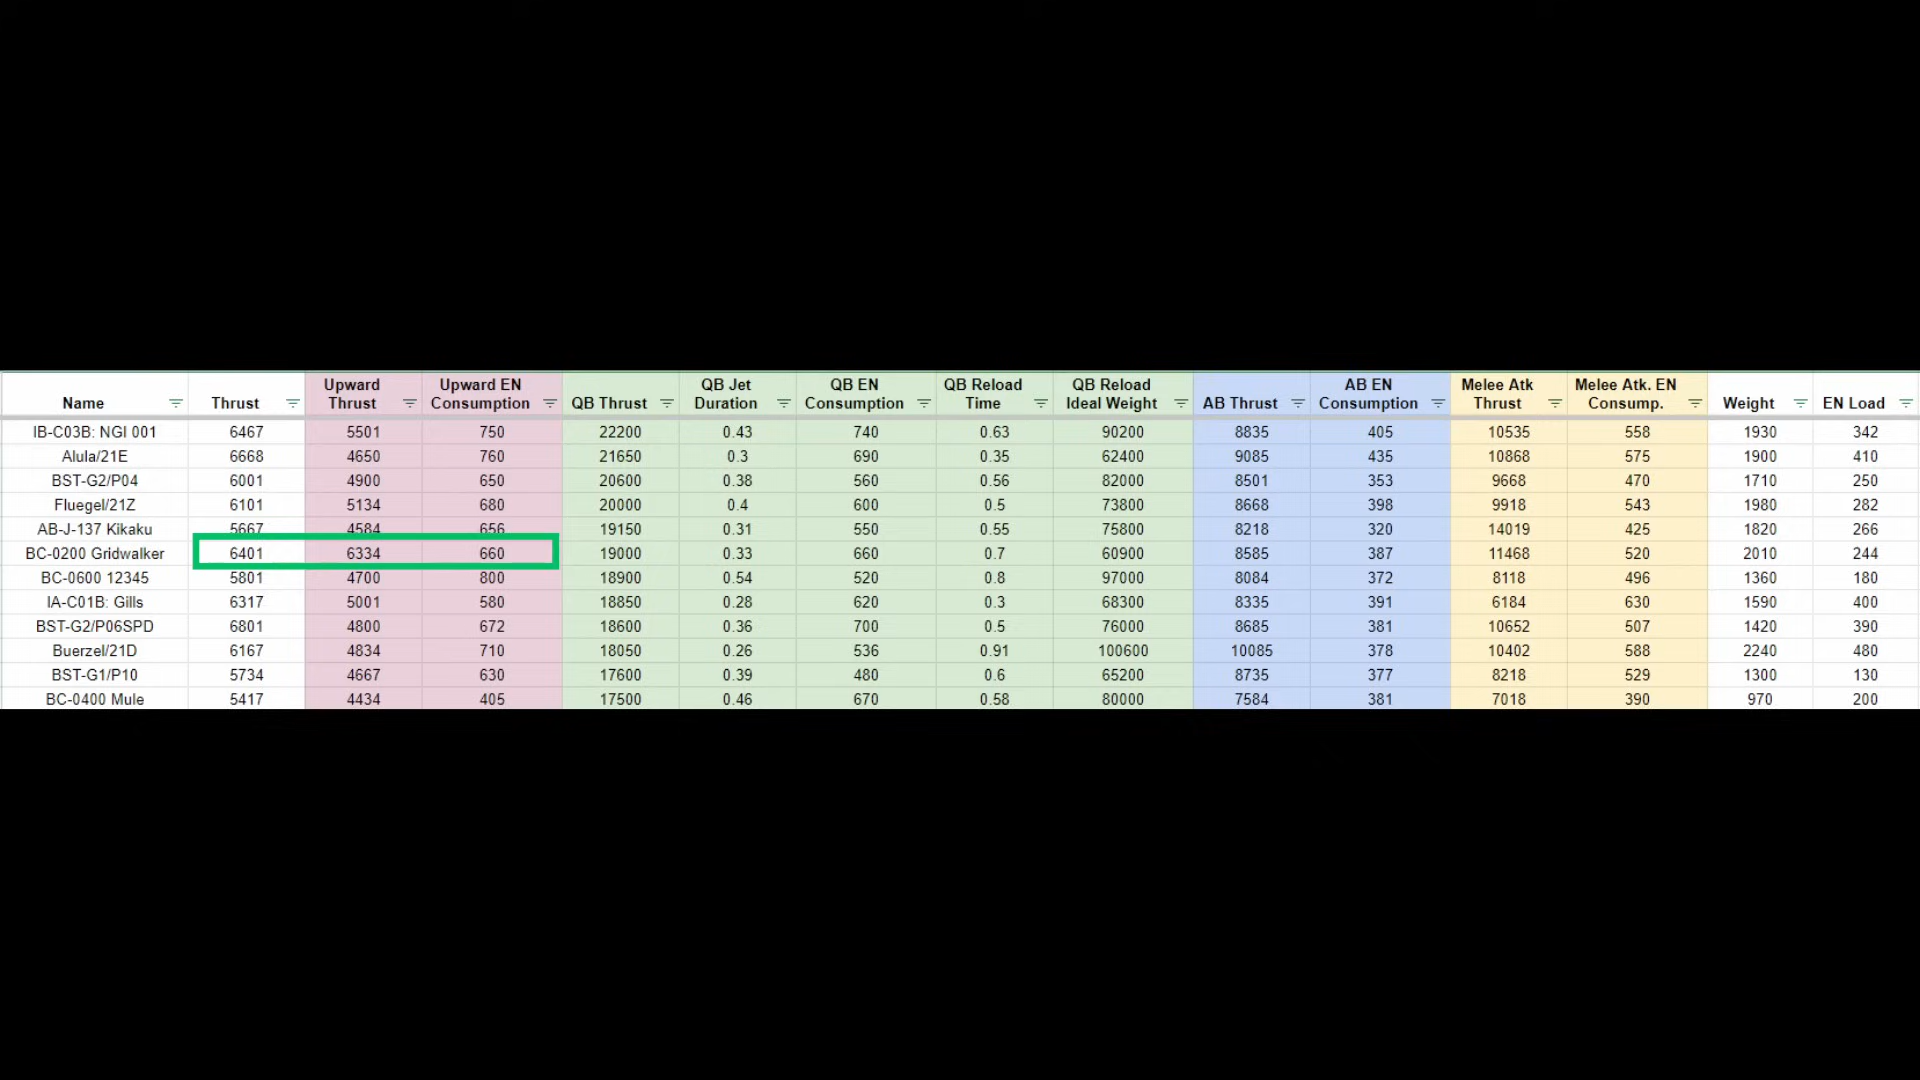 Name Thrust Upward Thrust Upward EN Consumption QB Thrust QB Jet Duration QB EN Consumption QB Reload Time QB Reload Ideal Weight AB Thrust AB EN Consumption Melee Atk Thrust Melee Atk. EN Consump. Weight EN Load
IB-C03B: NGI 001 6467 5501 750 22200 0.43 740 0.63 90200 8835 405 10535 558 1930 342
Alula/21E 6668 4650 760 21650 0.3 690 0.35 62400 9085 435 10868 575 1900 410
BST-G2/P04 6001 4900 650 20600 0.38 560 0.56 82000 8501 353 9668 470 1710 250
Fluegel/21Z 6101 5134 680 20000 0.4 600 0.5 73800 8668 398 9918 543 1980 282
AB-J-137 Kikaku 5667 4584 656 19150 0.31 550 0.55 75800 8218 320 14019 425 1820 266
BC-0200 Gridwalker 6401 6334 660 19000 0.33 660 0.7 60900 8585 387 11468 520 2010 244
BC-0600 12345 5801 4700 800 18900 0.54 520 0.8 97000 8084 372 8118 496 1360 180
IA-C01B: Gills 6317 5001 580 18850 0.28 620 0.3 68300 8335 391 6184 630 1590 400
BST-G2/P06SPD 6801 4800 672 18600 0.36 700 0.5 76000 8685 381 10652 507 1420 390
Buerzel/21D 6167 4834 710 18050 0.26 536 0.91 100600 10085 378 10402 588 2240 480
BST-G1/P10 5734 4667 630 17600 0.39 480 0.6 65200 8735 377 8218 529 1300 130
BC-0400 Mule 5417 4434 405 17500 0.46 670 0.58 80000 7584 381 7018 390 970 200